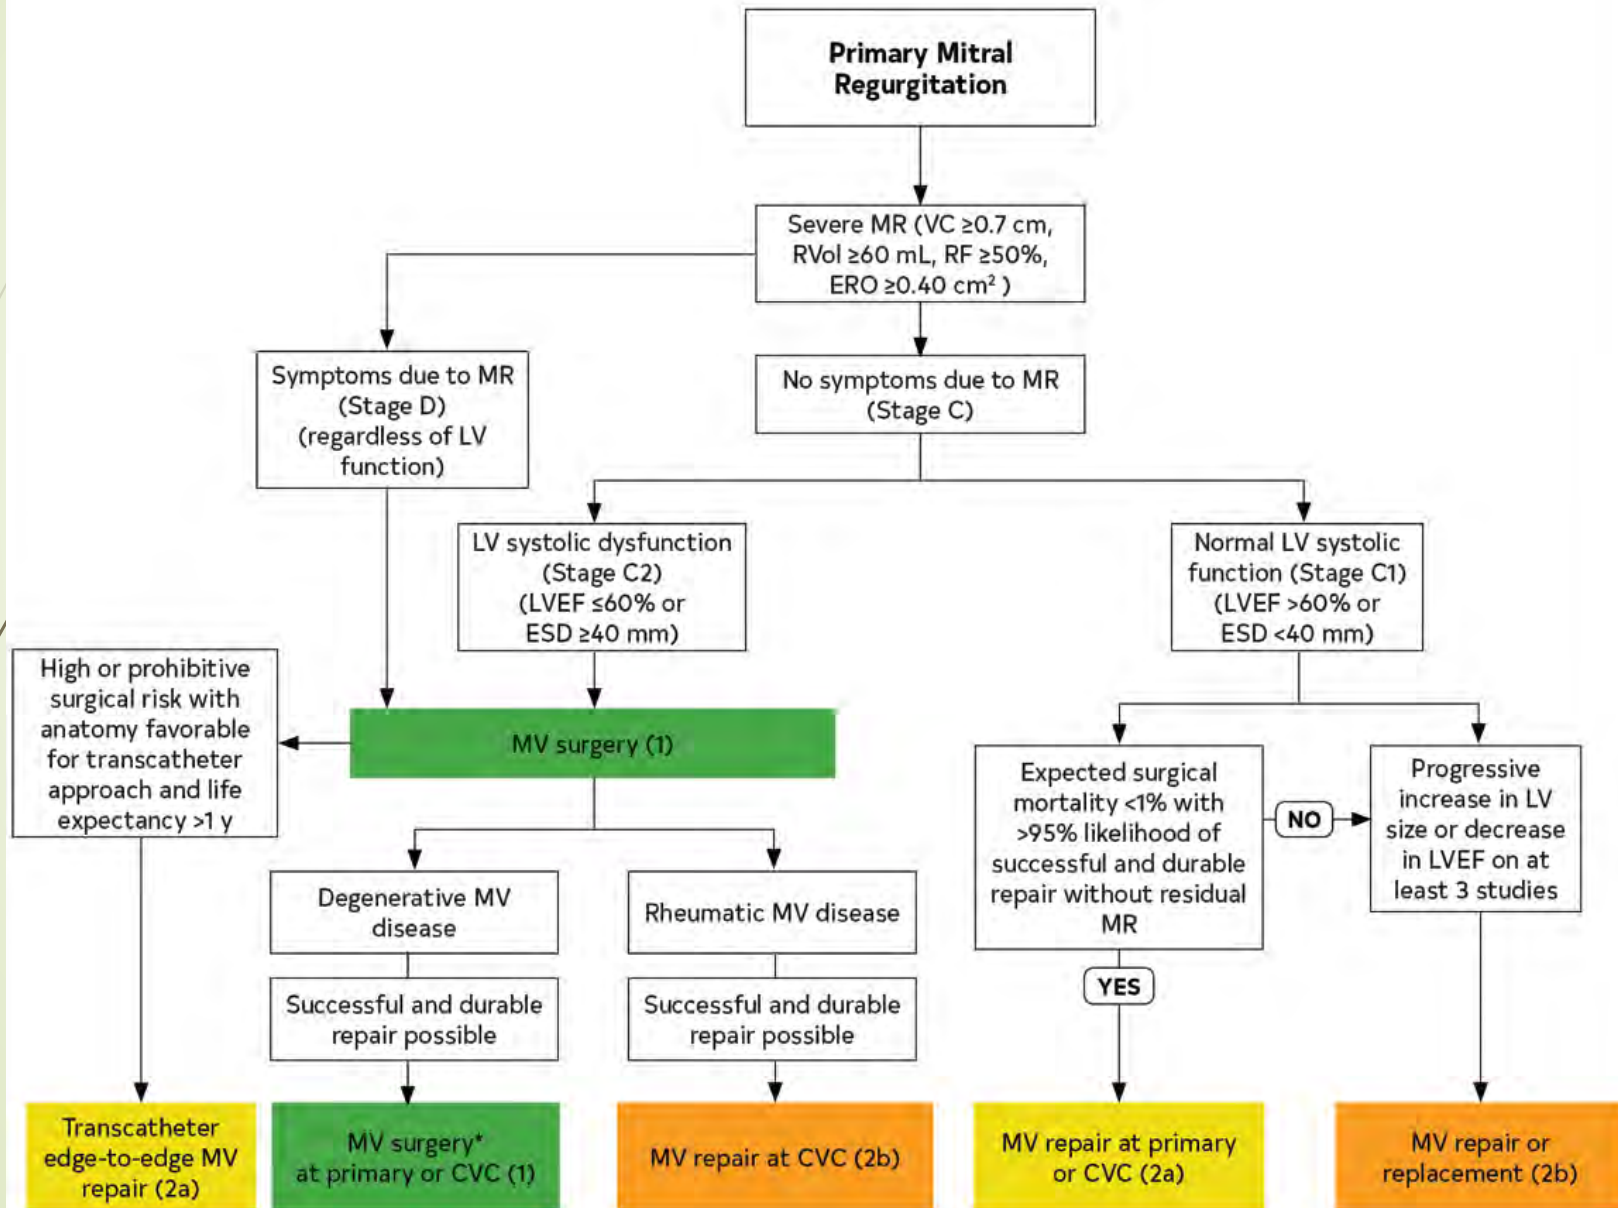 Primary Mitral
Regurgitation
Severe MR (VC ≥0.7 cm,
RVol ≥60 mL, RF ≥50%,
ERO ≥0.40 cm² )
Symptoms due to MR
(Stage D)
(regardless of LV
function)
No symptoms due to MR
(Stage C)
LV systolic dysfunction
(Stage C2)
(LVEF ≤60% or
ESD ≥40 mm)
Normal LV systolic
function (Stage C1)
(LVEF >60% or
ESD <40 mm)
High or prohibitive
surgical risk with
anatomy favorable
for transcatheter
approach and life
expectancy >1 y
MV surgery (1)
Expected surgical
mortality <1% with
>95% likelihood of
successful and durable
repair without residual
MR
NO
Progressive
increase in LV
size or decrease
in LVEF on at
least 3 studies
Degenerative MV
disease
Rheumatic MV disease
YES
Successful and durable
repair possible
Successful and durable
repair possible
Transcatheter
edge-to-edge MV
repair (2a)
MV surgery*
at primary or CVC (1)
MV repair at CVC (2b)
MV repair at primary
or CVC (2a)
MV repair or
replacement (2b)